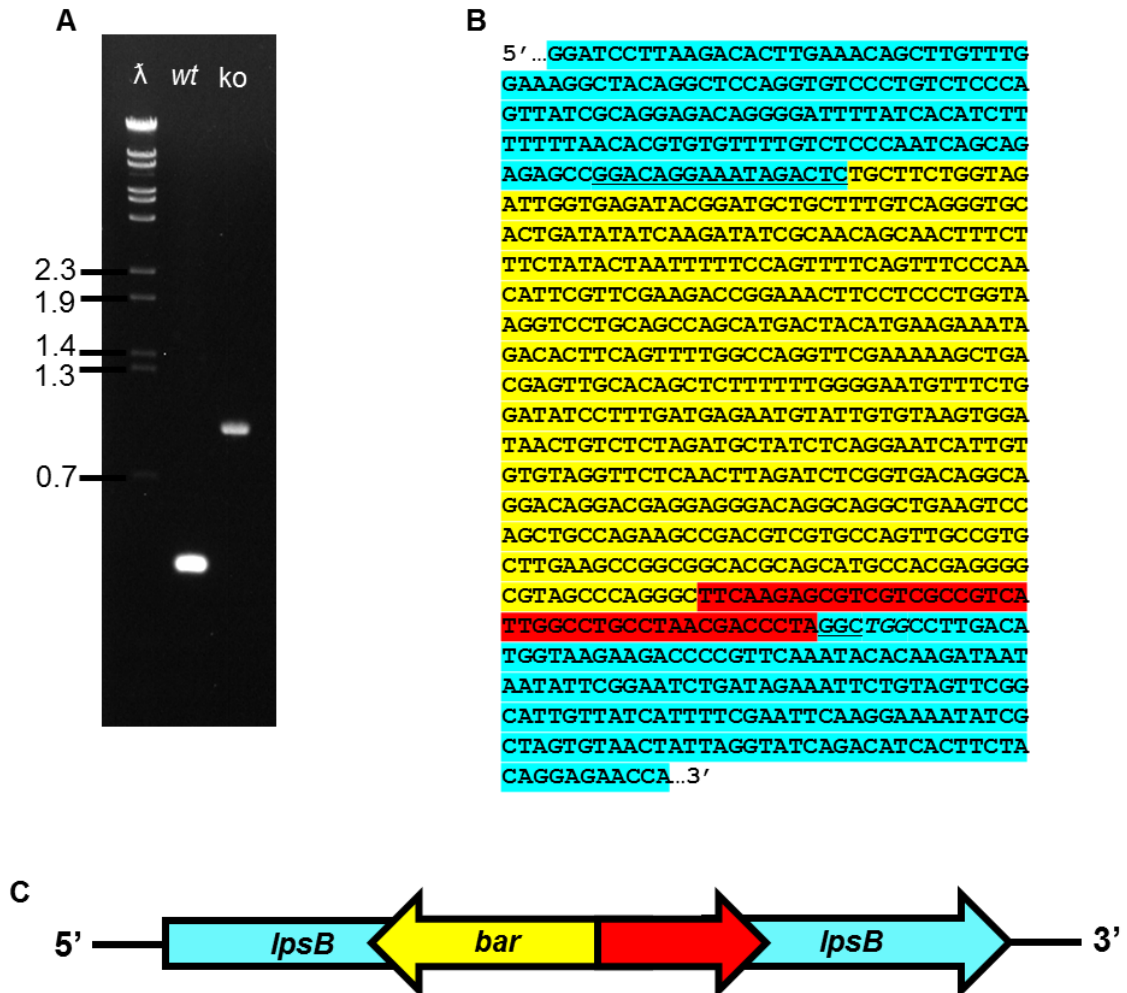 A
λ wt ko
2.3
1.9
1.4
1.3
0.7
B
5’…GGATCCTTAAGACACTTGAAACAGCTTGTTTG
GAAAGGCTACAGGCTCCAGGTGTCCCTGTCTCCCA
GTTATCGCAGGAGACAGGGGATTTTATCACATCTT
TTTTTAACACGTGTGTTTTGTCTCCCAATCAGCAG
AGAGCCGGACAGGAAATAGACTCTGCTTCTGGTAG
ATTGGTGAGATACGGATGCTGCTTTGTCAGGGTGC
ACTGATATATCAAGATATCGCAACAGCAACTTTCT
TTCTATACTAATTTTTCCAGTTTTCAGTTTCCCAA
CATTCGTTCGAAGACCGGAAACTTCCTCCCTGGTA
AGGTCCTGCAGCCAGCATGACTACATGAAGAAATA
GACACTTCAGTTTTGGCCAGGTTCGAAAAAGCTGA
CGAGTTGCACAGCTCTTTTTTGGGGAATGTTTCTG
GATATCCTTTGATGAGAATGTATTGTGTAAGTGGA
TAACTGTCTCTAGATGCTATCTCAGGAATCATTGT
GTGTAGGTTCTCAACTTAGATCTCGGTGACAGGCA
GGACAGGACGAGGAGGGACAGGCAGGCTGAAGTCC
AGCTGCCAGAAGCCGACGTCGTGCCAGTTGCCGTG
CTTGAAGCCGGCGGCACGCAGCATGCCACGAGGGG
CGTAGCCCAGGGCTTCAAGAGCGTCGTCGCCGTCA
TTGGCCTGCCTAACGACCCTAGGCTGGCCTTGACA
TGGTAAGAAGACCCCGTTCAAATACACAAGATAAT
AATATTCGGAATCTGATAGAAATTCTGTAGTTCGG
CATTGTTATCATTTTCGAATTCAAGGAAAATATCG
CTAGTGTAACTATTAGGTATCAGACATCACTTCTA
CAGGAGAACCA…3’
C
5’ lpsB bar lpsB 3’